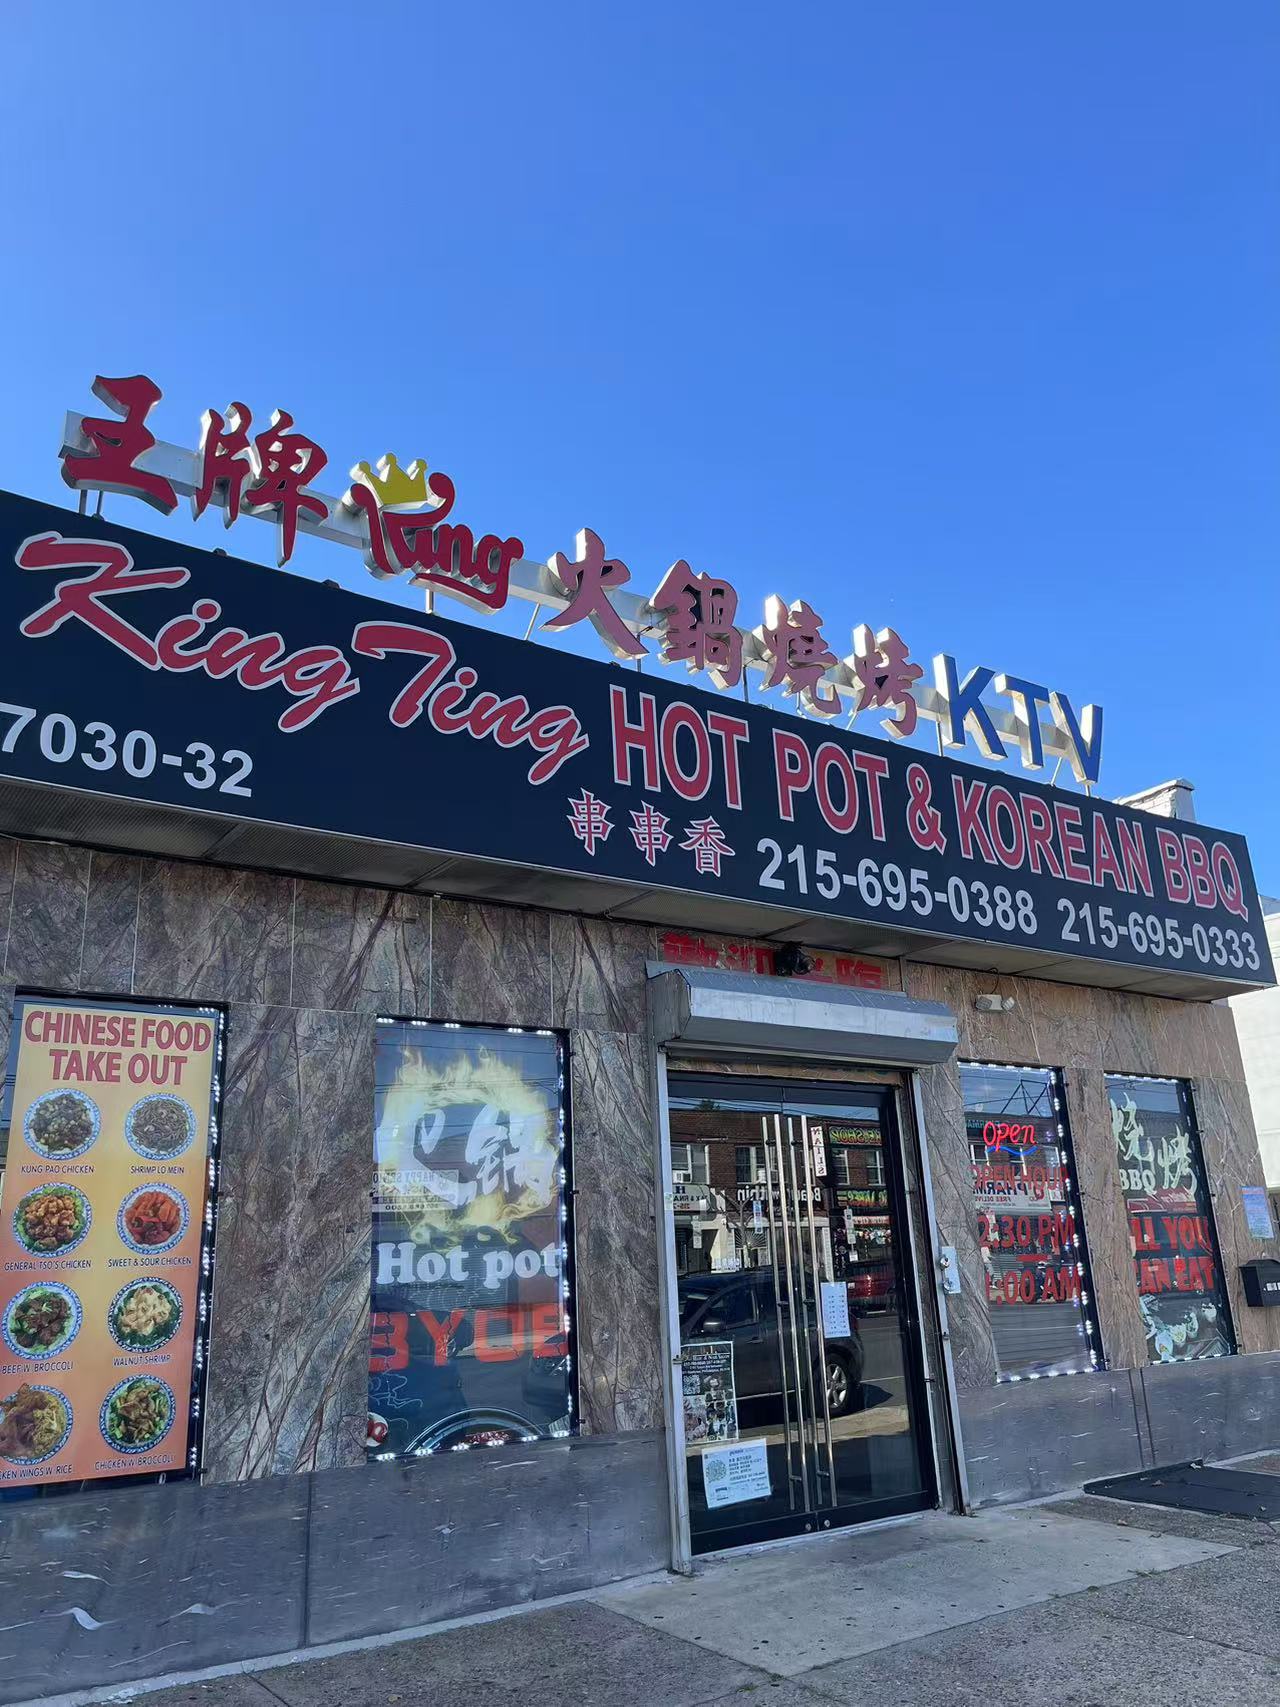 王牌 King 火鍋燒烤 KTV
King Ting HOT POT & KOREAN BBQ
7030-32
串串香
215-695-0388 215-695-0333
CHINESE FOOD
TAKE OUT
KUNG PAO CHICKEN
SHRIMP LO MEIN
GENERAL TSO'S CHICKEN
SWEET & SOUR CHICKEN
BEEF W. BROCCOLI
WALNUT SHRIMP
CHICKEN W. BROCCOLI
Hot pot
BYOB
OPEN
OPEN HOUR
2:30 PM
1:00 AM
烧烤
BBQ
ALL YOU
CAN EAT